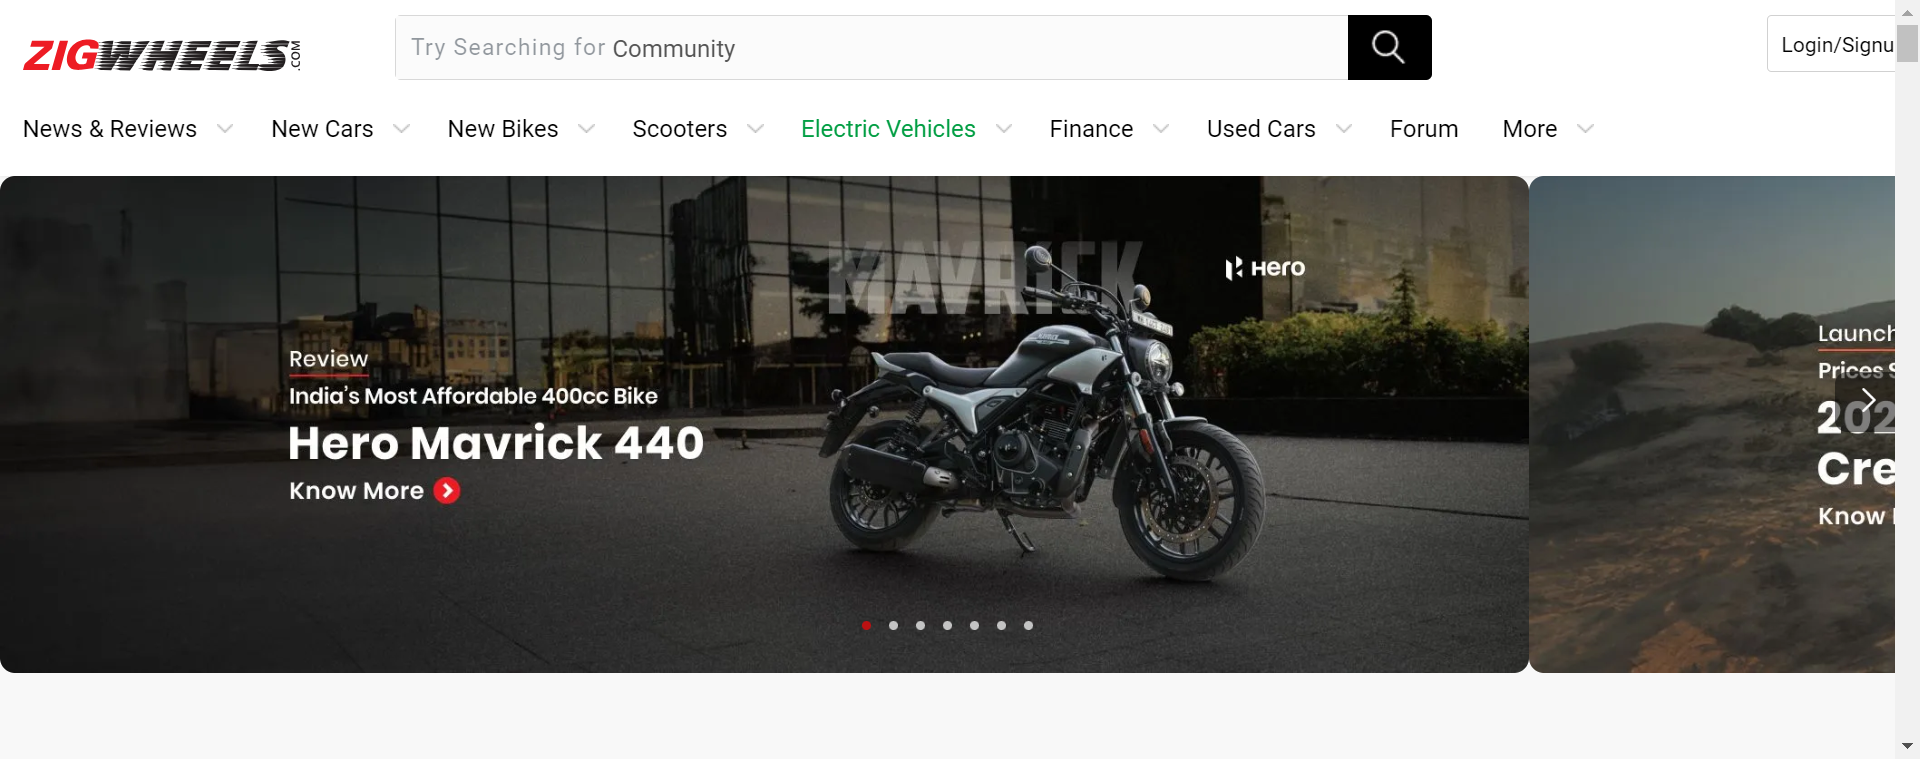 ZIGWHEELS.COM
Try Searching for Community
Login/Signu
News & Reviews
New Cars
New Bikes
Scooters
Electric Vehicles
Finance
Used Cars
Forum
More
MAVRICK
Hero
Review
India's Most Affordable 400cc Bike
Hero Mavrick 440
Know More
Launch
Prices S
202
Cre
Know